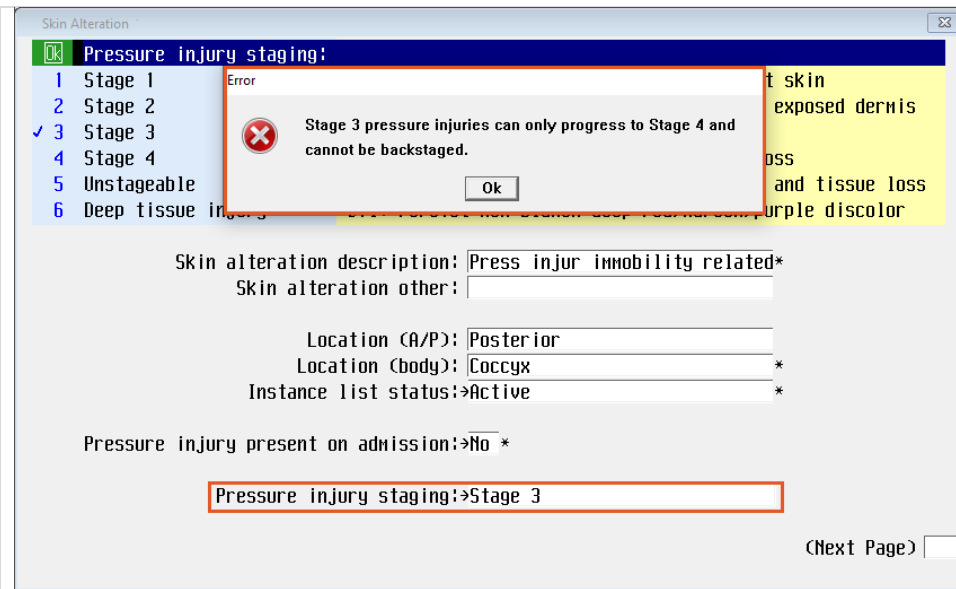 Skin Alteration
Ok Pressure injury staging:
1 Stage 1
t skin
2 Stage 2
exposed dermis
✓ 3 Stage 3
4 Stage 4
oss
5 Unstageable
and tissue loss
6 Deep tissue
discolor
Error
Stage 3 pressure injuries can only progress to Stage 4 and
cannot be backstaged.
Ok
Skin alteration description: Press injur immobility related*
Skin alteration other:
Location (A/P): Posterior
Location (body): Coccyx *
Instance list status:→Active *
Pressure injury present on admission:→No *
Pressure injury staging:→Stage 3
(Next Page)